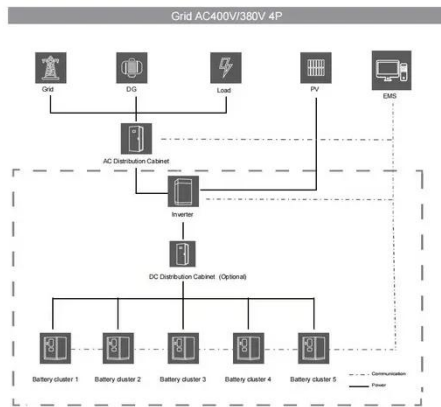 Grid AC400V/380V 4P
Grid
DG
Load
PV
EMS
AC Distribution Cabinet
Inverter
DC Distribution Cabinet (Optional)
Battery cluster 1
Battery cluster 2
Battery cluster 3
Battery cluster 4
Battery cluster 5
Communication
Power